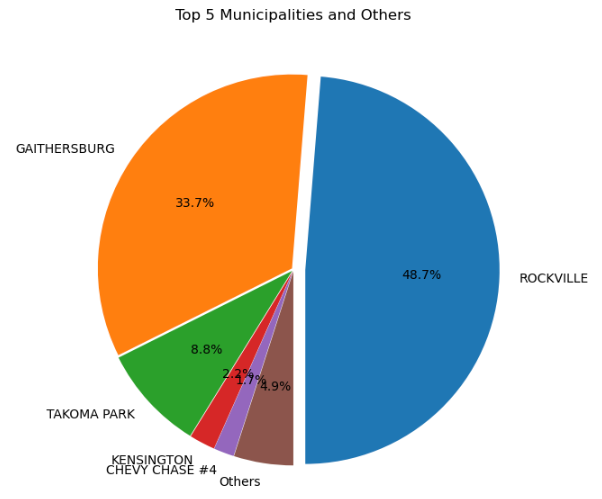 Top 5 Municipalities and Others
GAITHERSBURG
33.7%
48.7%
ROCKVILLE
8.8%
2.2%
1.7%
4.9%
TAKOMA PARK
KENSINGTON
CHEVY CHASE #4
Others